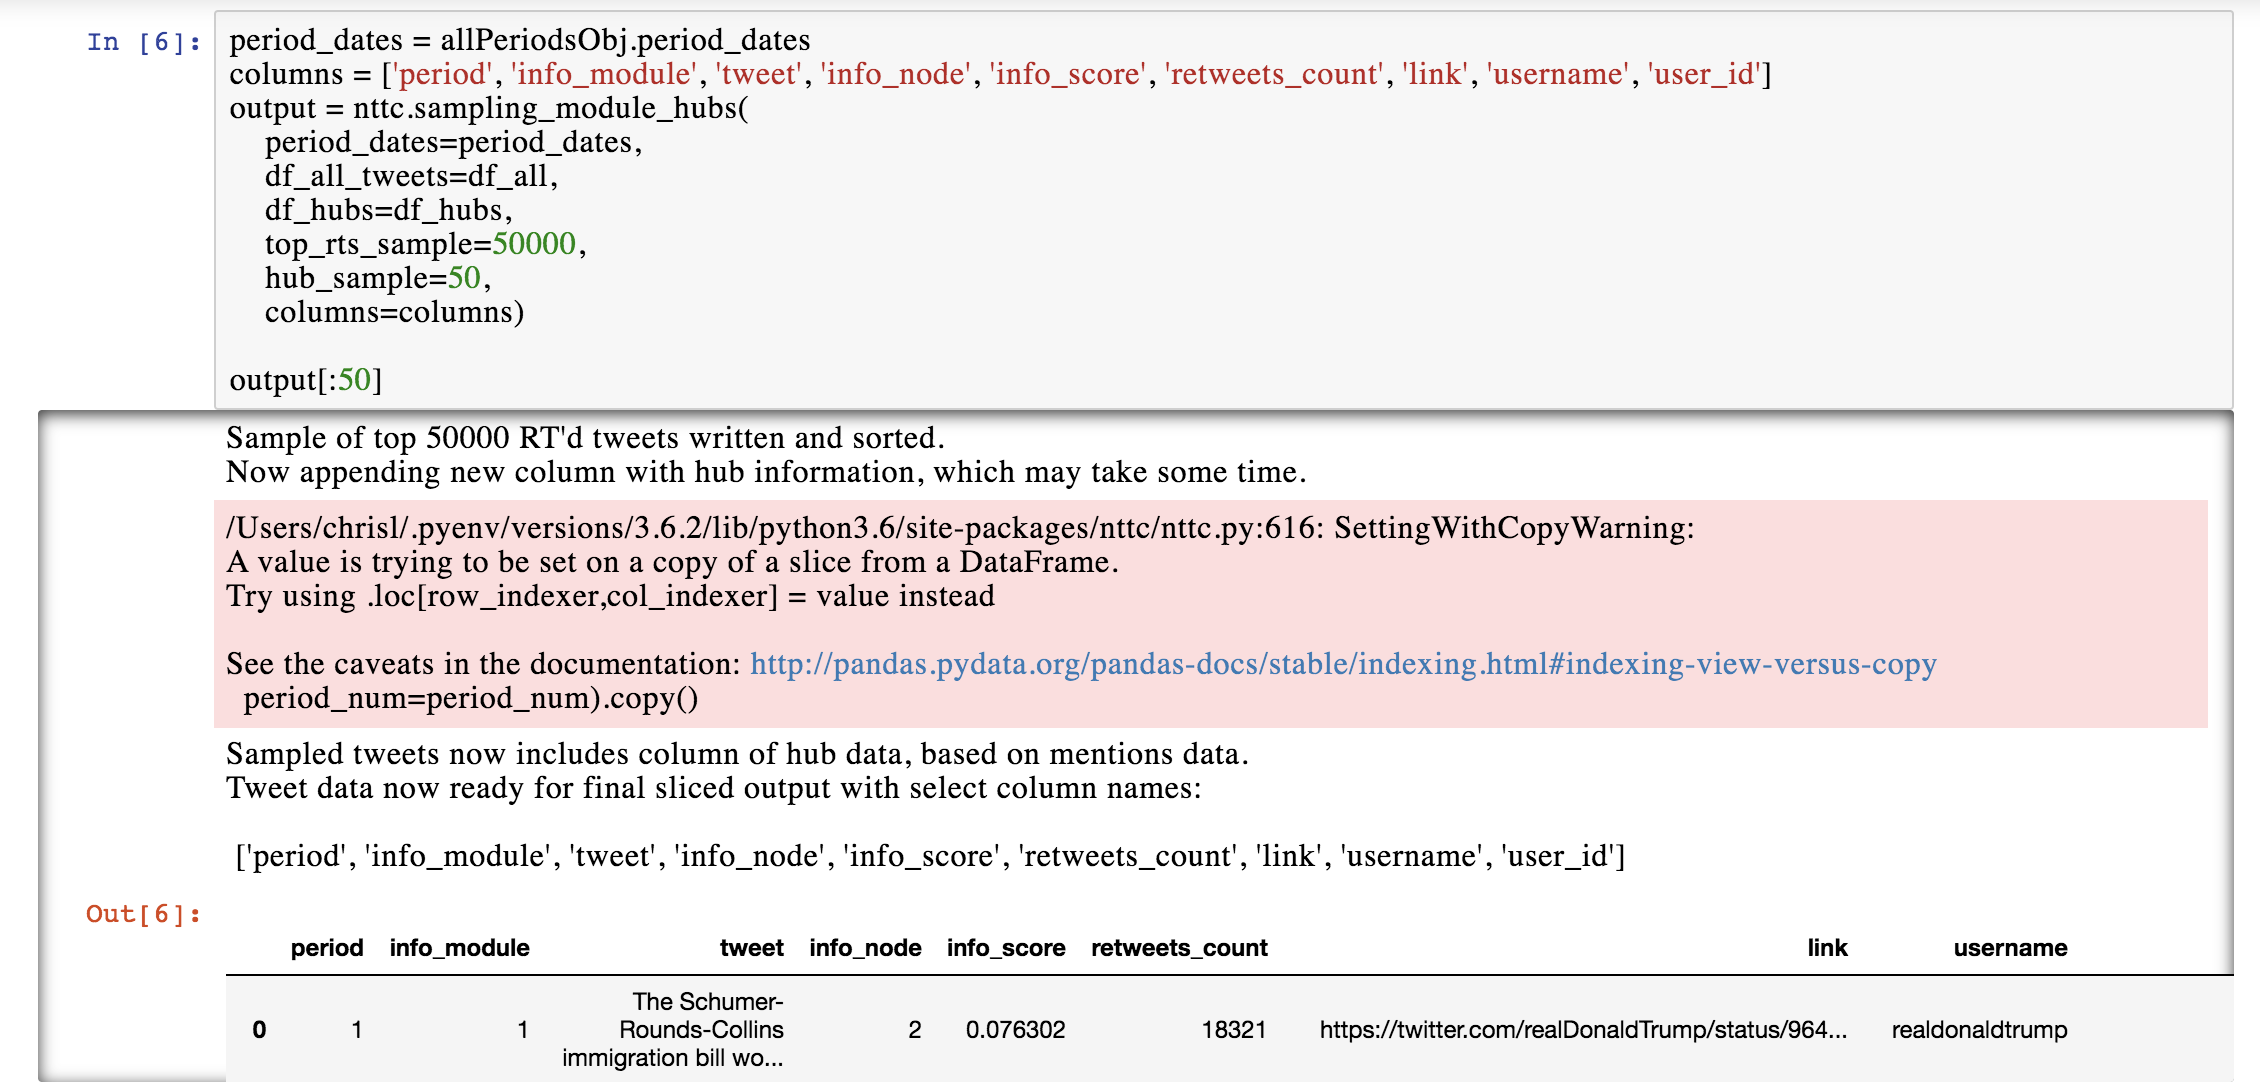 In [6]:
period_dates = allPeriodsObj.period_dates
columns = ['period', 'info_module', 'tweet', 'info_node', 'info_score', 'retweets_count', 'link', 'username', 'user_id']
output = nttc.sampling_module_hubs(
period_dates=period_dates,
df_all_tweets=df_all,
df_hubs=df_hubs,
top_rts_sample=50000,
hub_sample=50,
columns=columns)
output[:50]
Sample of top 50000 RT'd tweets written and sorted.
Now appending new column with hub information, which may take some time.
/Users/chrisl/.pyenv/versions/3.6.2/lib/python3.6/site-packages/nttc/nttc.py:616: SettingWithCopyWarning:
A value is trying to be set on a copy of a slice from a DataFrame.
Try using .loc[row_indexer,col_indexer] = value instead
See the caveats in the documentation: http://pandas.pydata.org/pandas-docs/stable/indexing.html#indexing-view-versus-copy
period_num=period_num).copy()
Sampled tweets now includes column of hub data, based on mentions data.
Tweet data now ready for final sliced output with select column names:
['period', 'info_module', 'tweet', 'info_node', 'info_score', 'retweets_count', 'link', 'username', 'user_id']
Out[6]:
period info_module tweet info_node info_score retweets_count link username
0 1 1 The Schumer-
Rounds-Collins
immigration bill wo... 2 0.076302 18321 https://twitter.com/realDonaldTrump/status/964... realdonaldtrump